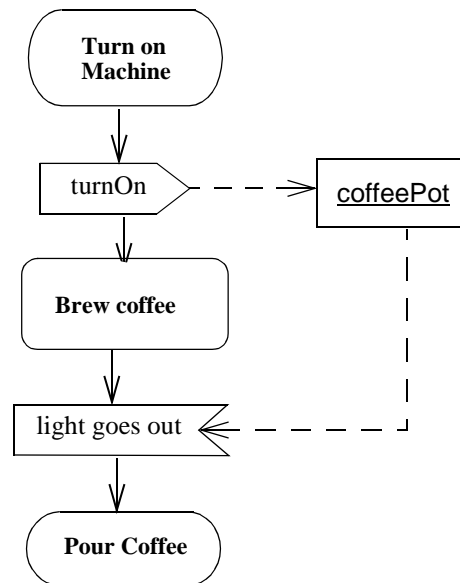 Turn on
Machine
turnOn
coffeePot
Brew coffee
light goes out
Pour Coffee